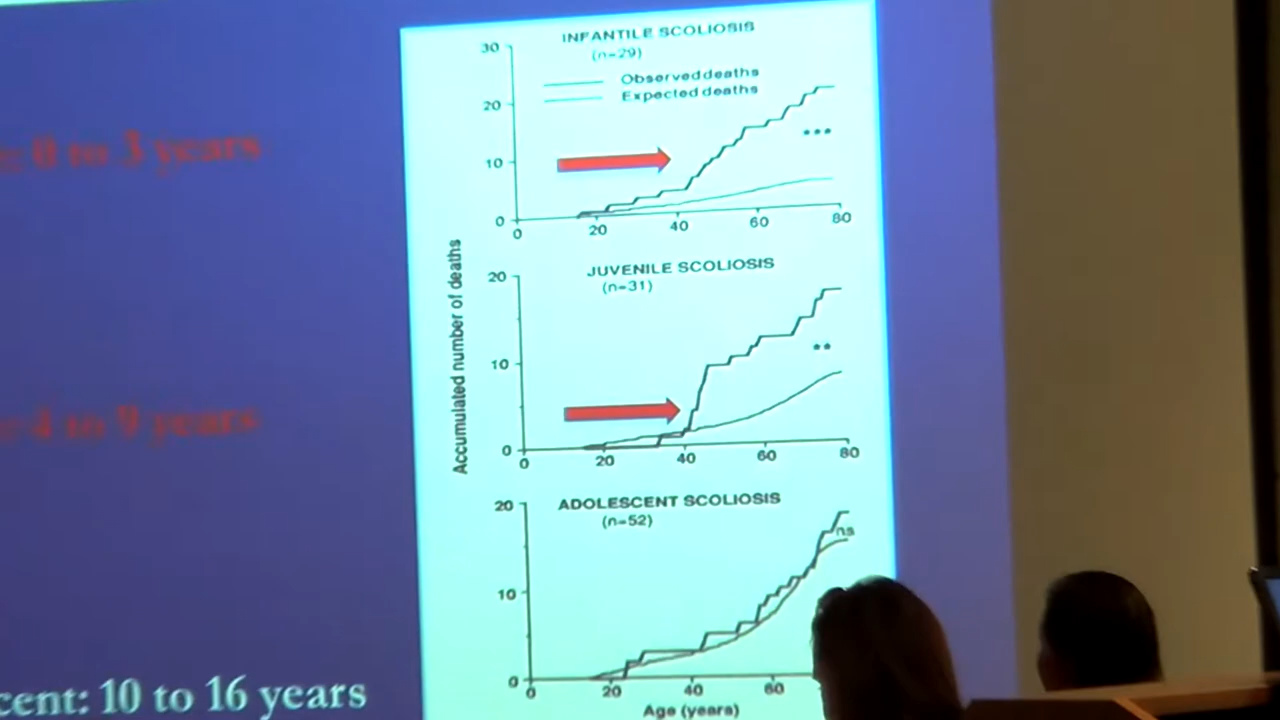 : 0 to 3 years
: 4 to 9 years
cent: 10 to 16 years
INFANTILE SCOLIOSIS
(n=29)
Observed deaths
Expected deaths
30
20
10
0
***
0 20 40 60 80
Accumulated number of deaths
JUVENILE SCOLIOSIS
(n=31)
20
10
0
**
0 20 40 60 80
ADOLESCENT SCOLIOSIS
(n=52)
20
10
0
ns
0 20 40 60
Age (years)